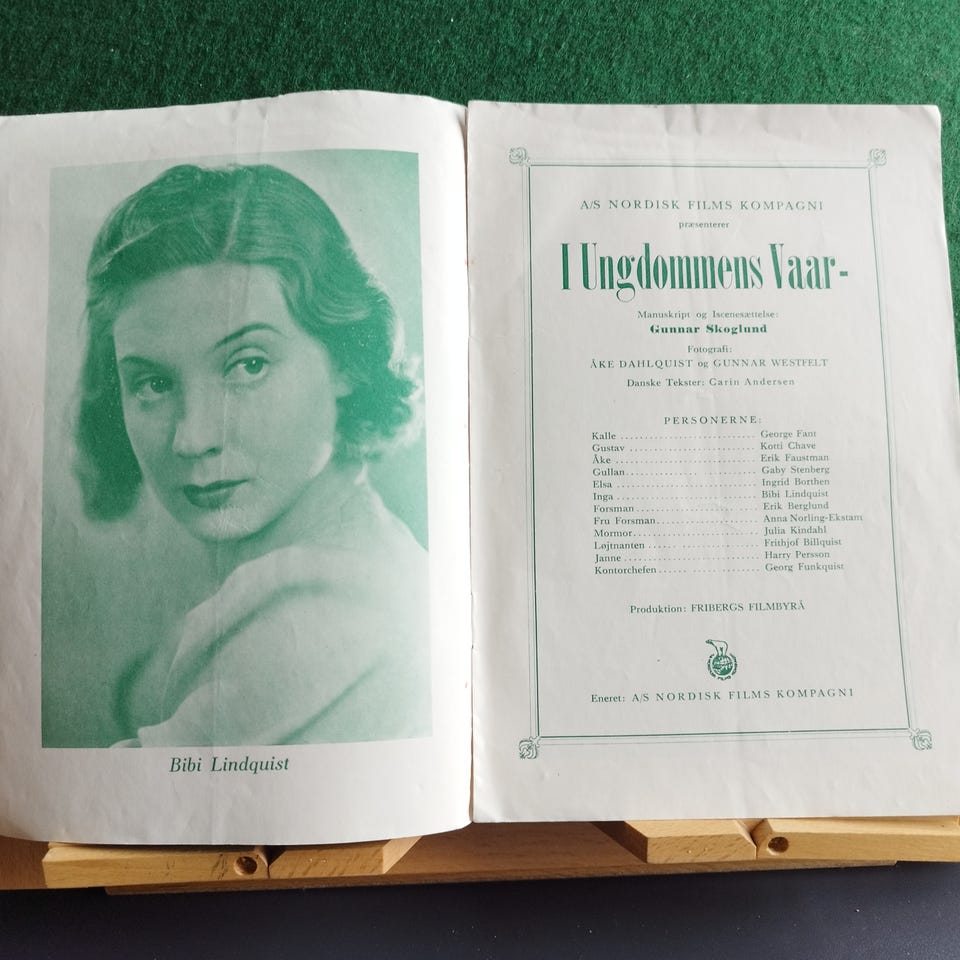 Bibi Lindquist
A/S NORDISK FILMS KOMPAGNI
præsenterer
I Ungdommens Vaar-
Manuskript og Iscenesættelse:
Gunnar Skoglund
Fotografi:
ÅKE DAHLQUIST og GUNNAR WESTFELT
Danske Tekster: Carin Andersen
PERSONERNE:
Kalle ............................... George Fant
Gustav ............................. Kotti Chave
Åke ................................ Erik Faustman
Gullan............................. Gaby Stenberg
Elsa ................................ Ingrid Borthen
Inga ................................ Bibi Lindquist
Forsman........................... Erik Berglund
Fru Forsman...................... Anna Norling-Ekstam
Mormor............................ Julia Kindahl
Løjtnanten ..... ................. Frithjof Billquist
Janne ............................... Harry Persson
Kontorchefen..... ............... Georg Funkquist
Produktion: FRIBERGS FILMBYRÅ
Eneret: A/S NORDISK FILMS KOMPAGNI